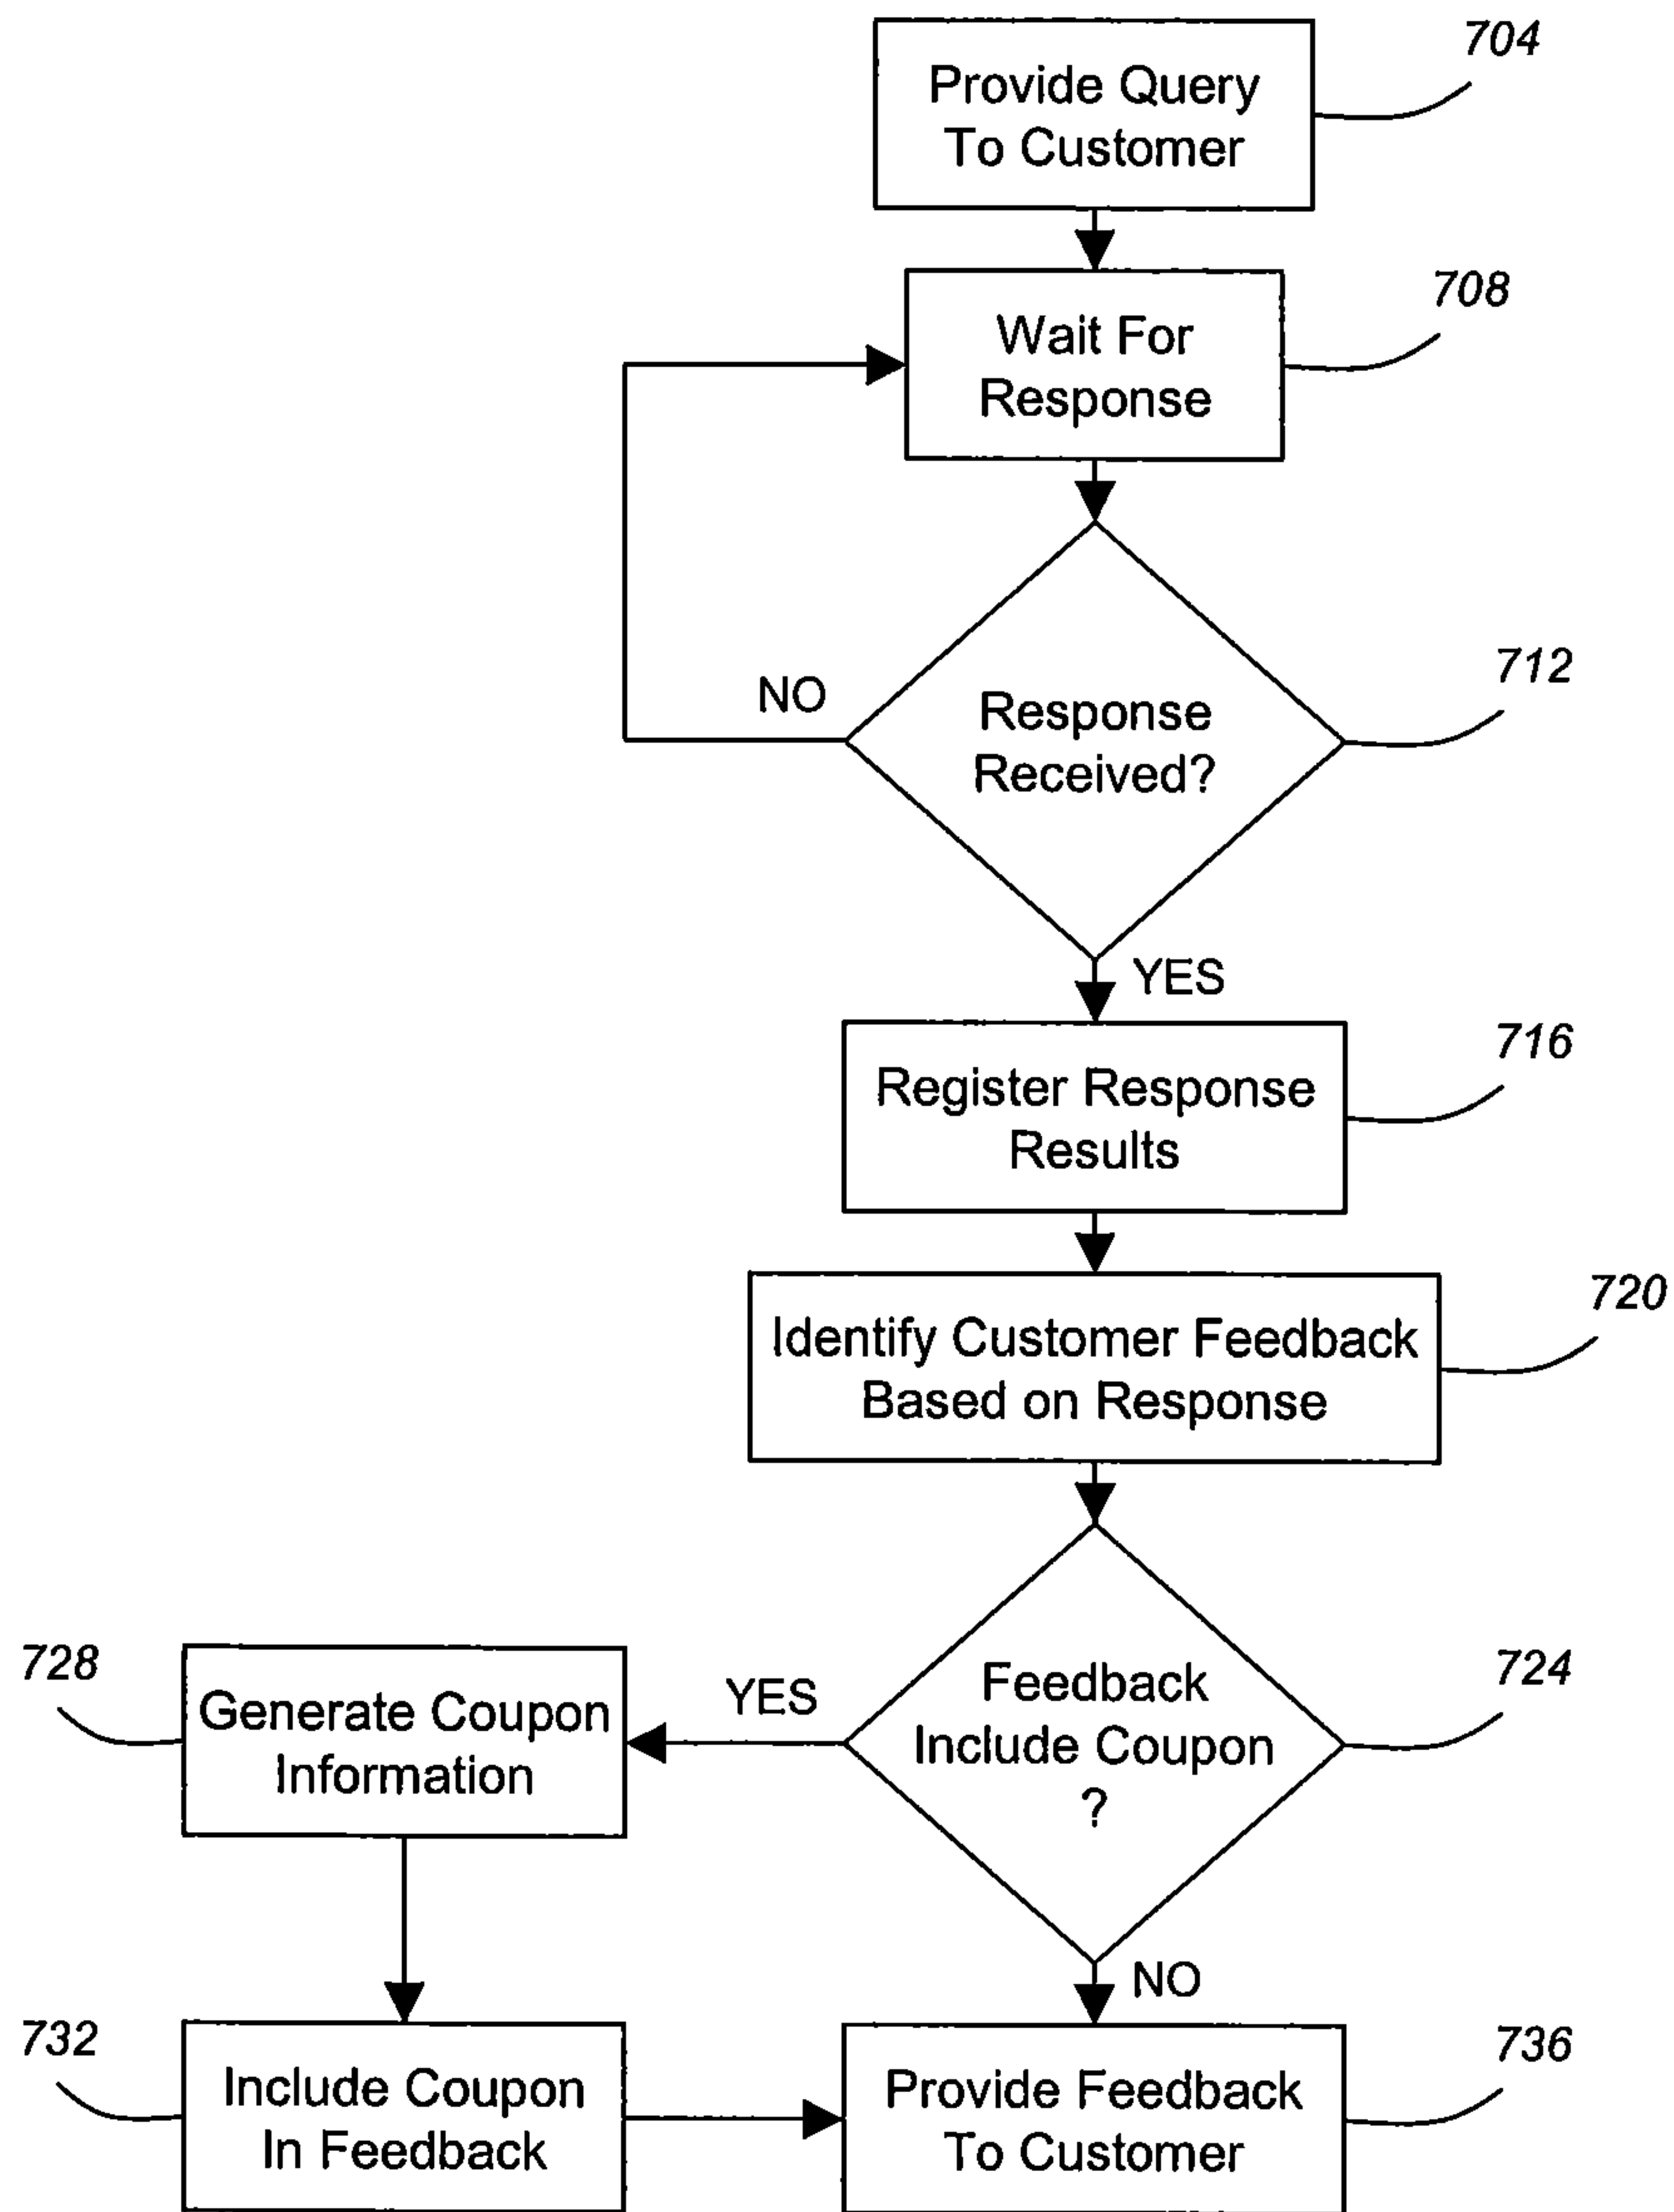 704
Provide Query
To Customer
708
Wait For
Response
712
NO
Response
Received?
YES
716
Register Response
Results
720
Identify Customer Feedback
Based on Response
728
Generate Coupon
Information
YES
724
Feedback
Include Coupon
?
NO
732
Include Coupon
In Feedback
736
Provide Feedback
To Customer